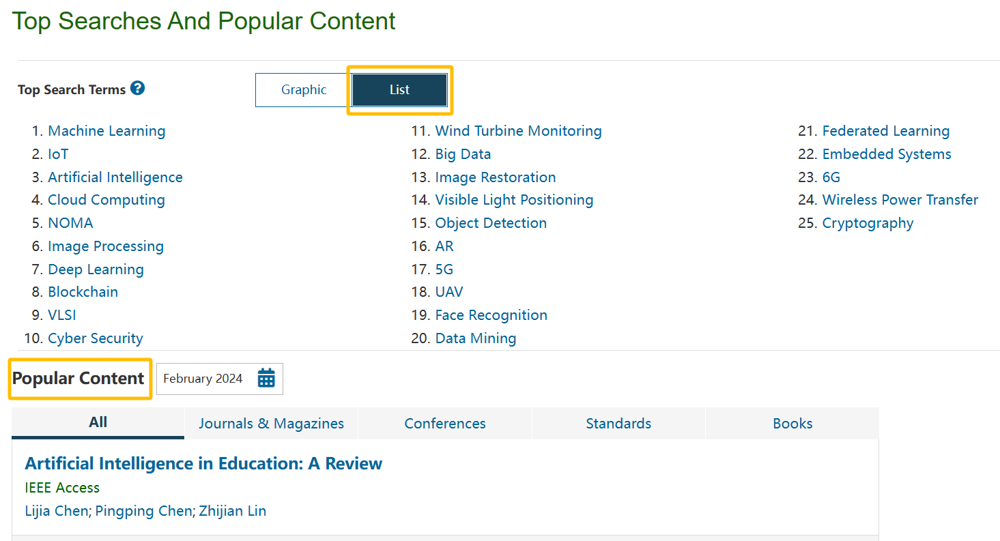 Top Searches And Popular Content
Top Search Terms ?
Graphic
List
1. Machine Learning
2. IoT
3. Artificial Intelligence
4. Cloud Computing
5. NOMA
6. Image Processing
7. Deep Learning
8. Blockchain
9. VLSI
10. Cyber Security
11. Wind Turbine Monitoring
12. Big Data
13. Image Restoration
14. Visible Light Positioning
15. Object Detection
16. AR
17. 5G
18. UAV
19. Face Recognition
20. Data Mining
21. Federated Learning
22. Embedded Systems
23. 6G
24. Wireless Power Transfer
25. Cryptography
Popular Content
February 2024
All
Journals & Magazines
Conferences
Standards
Books
Artificial Intelligence in Education: A Review
IEEE Access
Lijia Chen; Pingping Chen; Zhijian Lin